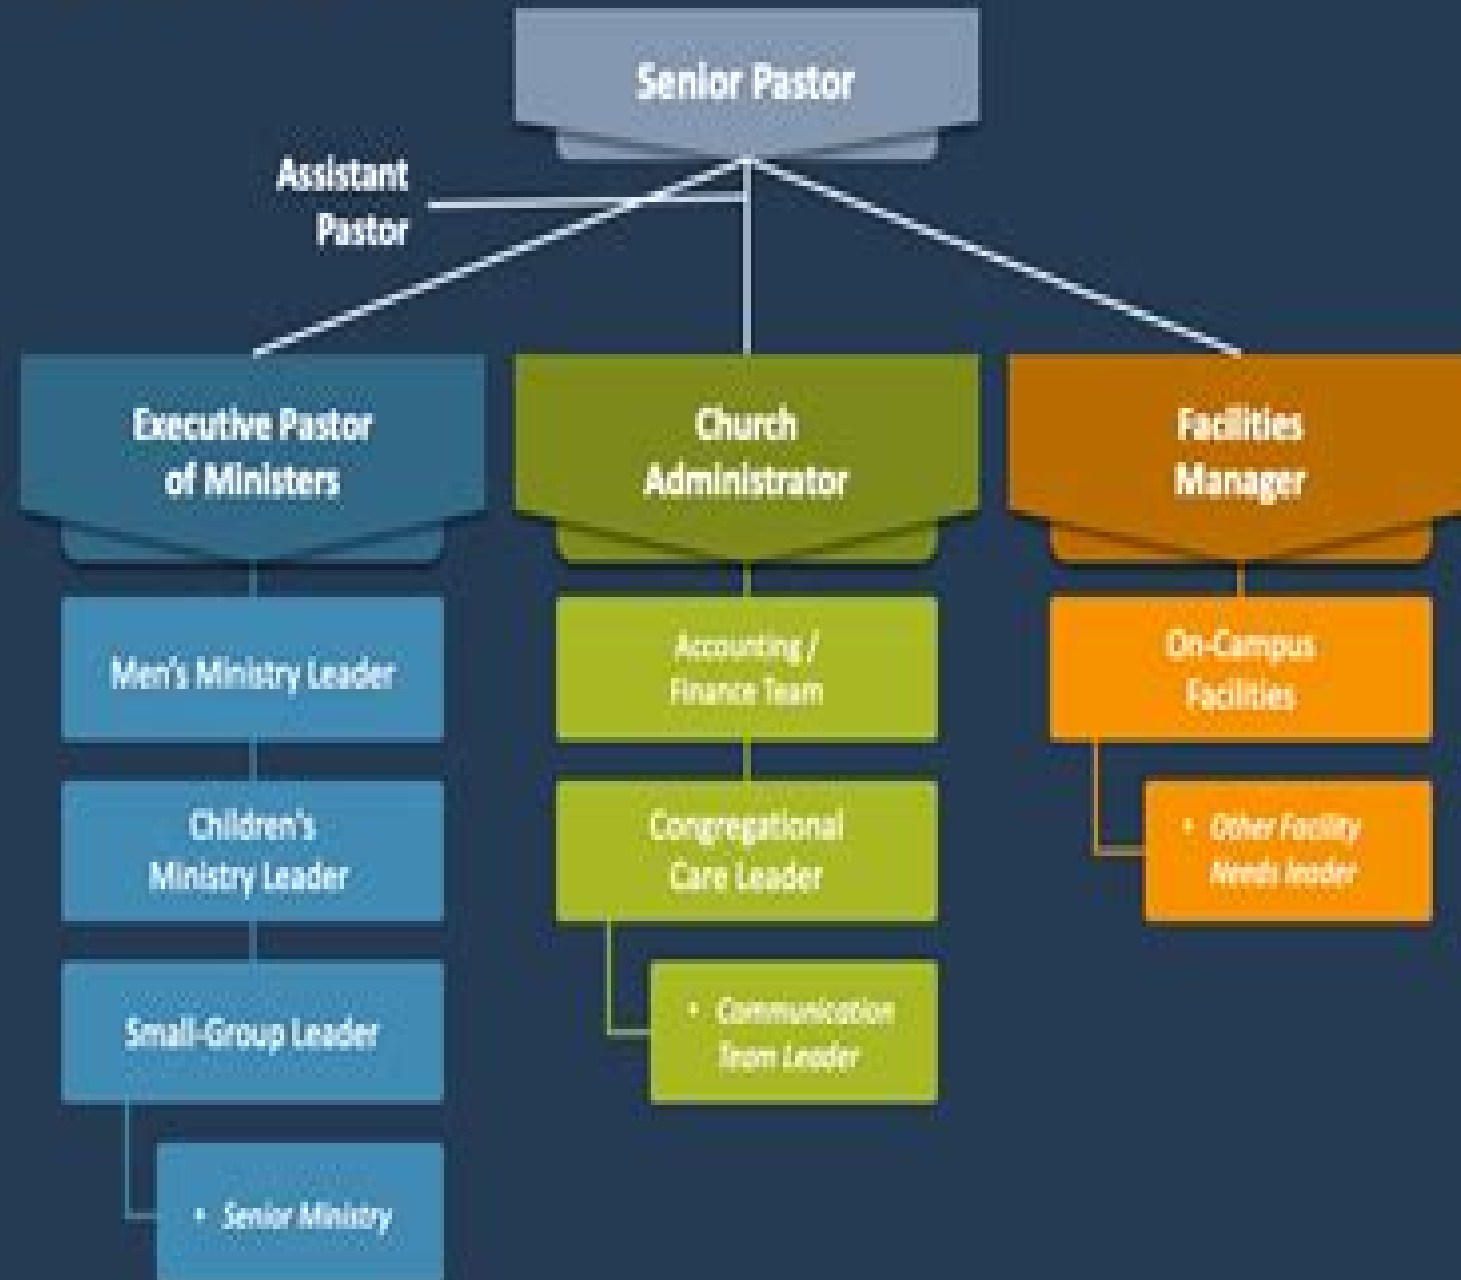 Senior Pastor
Assistant
Pastor
Executive Pastor
of Ministers
Men's Ministry Leader
Children's
Ministry Leader
Small-Group Leader
• Senior Ministry
Church
Administrator
Accounting /
Finance Team
Congregational
Care Leader
• Communication
Team Leader
Facilities
Manager
On-Campus
Facilities
• Other Facility
Needs leader